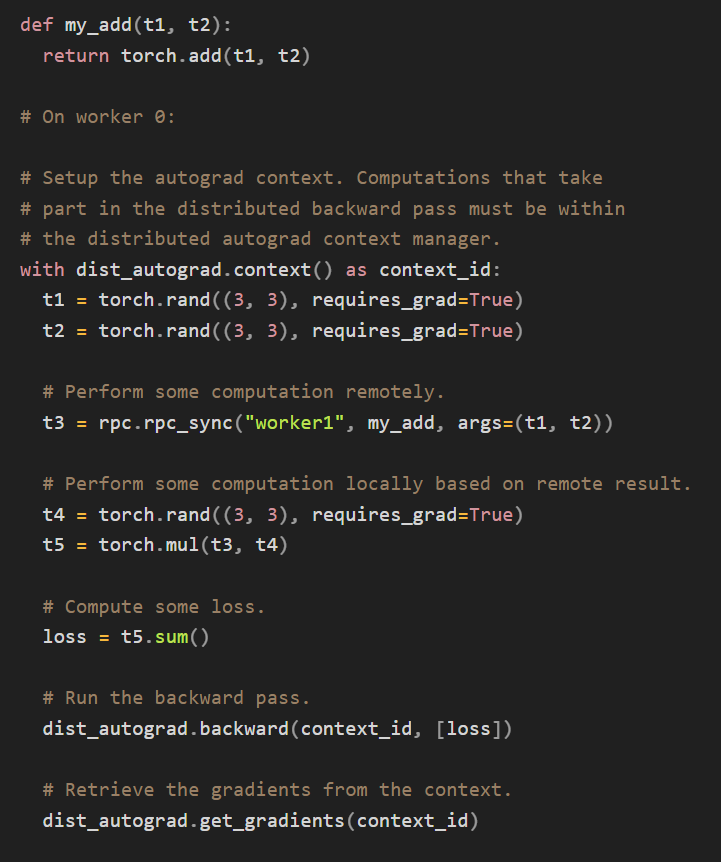 def my_add(t1, t2):
  return torch.add(t1, t2)

# On worker 0:

# Setup the autograd context. Computations that take
# part in the distributed backward pass must be within
# the distributed autograd context manager.
with dist_autograd.context() as context_id:
  t1 = torch.rand((3, 3), requires_grad=True)
  t2 = torch.rand((3, 3), requires_grad=True)

  # Perform some computation remotely.
  t3 = rpc.rpc_sync("worker1", my_add, args=(t1, t2))

  # Perform some computation locally based on remote result.
  t4 = torch.rand((3, 3), requires_grad=True)
  t5 = torch.mul(t3, t4)

  # Compute some loss.
  loss = t5.sum()

  # Run the backward pass.
  dist_autograd.backward(context_id, [loss])

  # Retrieve the gradients from the context.
  dist_autograd.get_gradients(context_id)